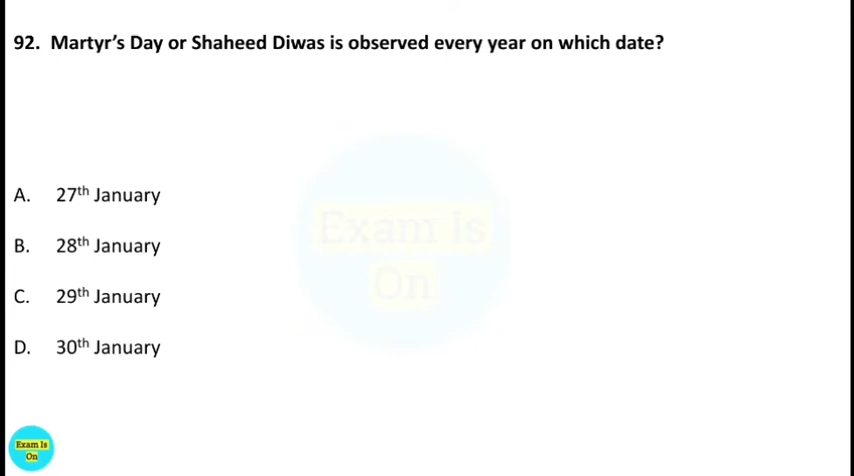 92. Martyr's Day or Shaheed Diwas is observed every year on which date?
A. 27th January
Exam Is
B. 28th January
On
C. 29th January
D. 30th January
Exam Is
On